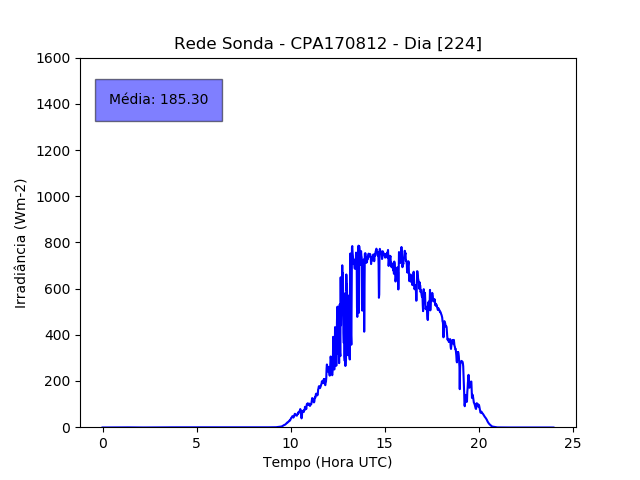 Rede Sonda - CPA170812 - Dia [224]
1600
1400
1200
1000
800
600
400
200
0
Média: 185.30
Irradiância (Wm-2)
0 5 10 15 20 25
Tempo (Hora UTC)